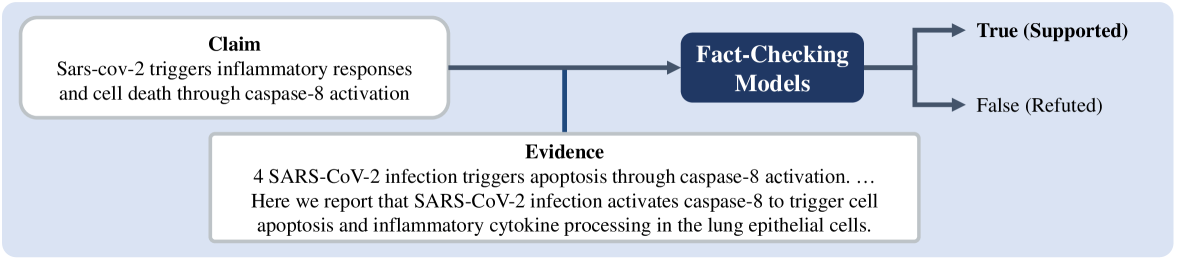 Claim
Sars-cov-2 triggers inflammatory responses
and cell death through caspase-8 activation
Fact-Checking
Models
True (Supported)
False (Refuted)
Evidence
4 SARS-CoV-2 infection triggers apoptosis through caspase-8 activation. …
Here we report that SARS-CoV-2 infection activates caspase-8 to trigger cell
apoptosis and inflammatory cytokine processing in the lung epithelial cells.